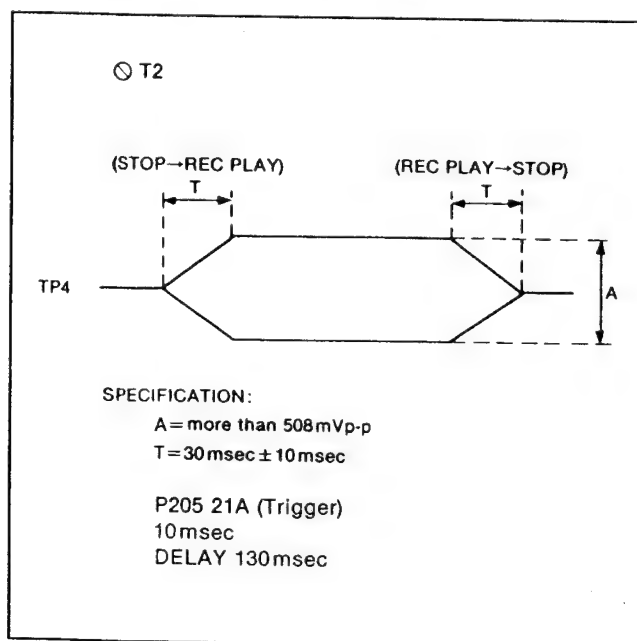 ⃠ T2
(STOP→REC PLAY) (REC PLAY→STOP)
T T
TP4
A
SPECIFICATION:
A=more than 508mVp-p
T=30msec±10msec
P205 21A (Trigger)
10msec
DELAY 130msec